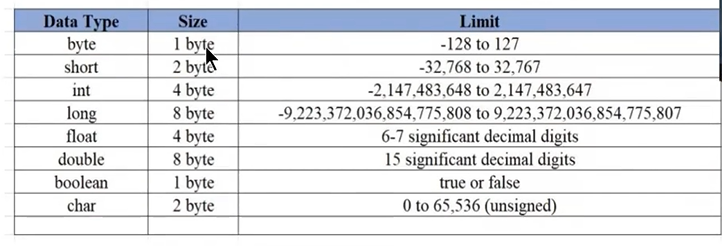 Data Type Size Limit
byte 1 byte -128 to 127
short 2 byte -32,768 to 32,767
int 4 byte -2,147,483,648 to 2,147,483,647
long 8 byte -9,223,372,036,854,775,808 to 9,223,372,036,854,775,807
float 4 byte 6-7 significant decimal digits
double 8 byte 15 significant decimal digits
boolean 1 byte true or false
char 2 byte 0 to 65,536 (unsigned)